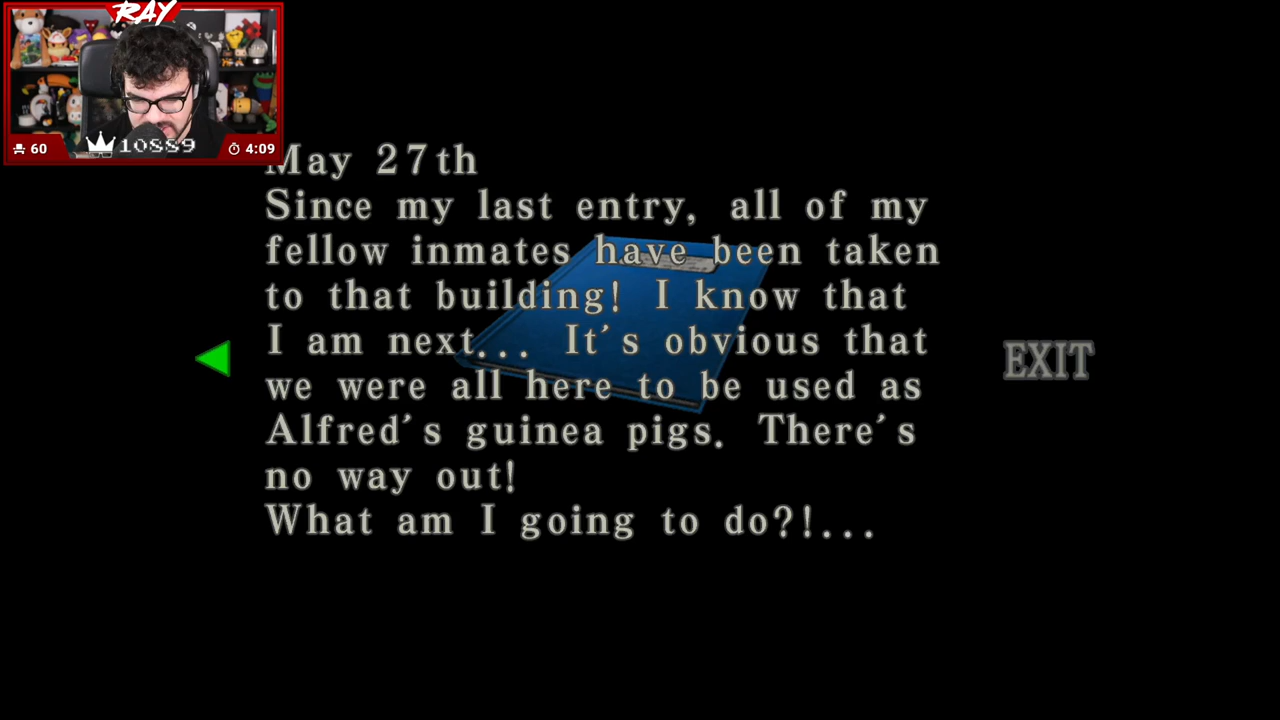 RAY
60
10889
4:09
May 27th
Since my last entry, all of my
fellow inmates have been taken
to that building! I know that
I am next... It's obvious that
we were all here to be used as
Alfred's guinea pigs. There's
no way out!
What am I going to do?!...
EXIT